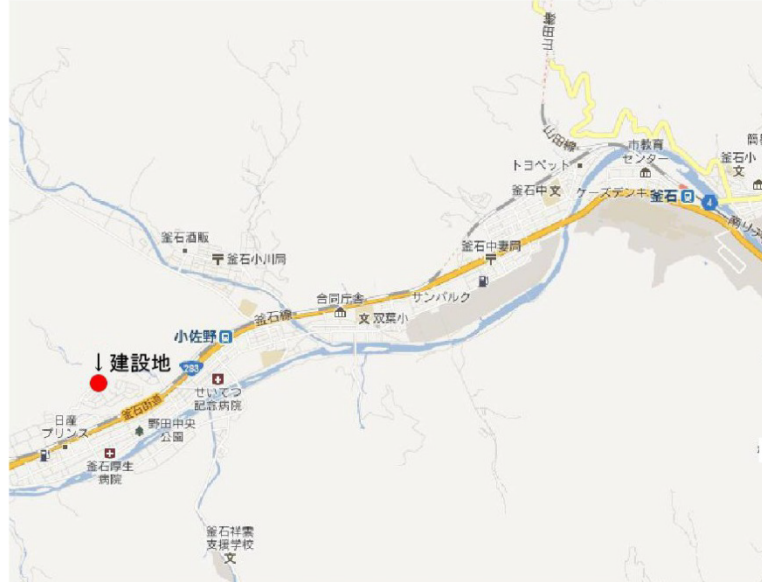 山田線
トヨペット
市教育
センター
釜石小
文
釜石中文
ケーズデンキ
釜石
4
釜石酒販
〒釜石小川局
釜石中妻局
〒
合同庁舎
サンパルク
釜石線
文 双葉小
小佐野
↓建設地
283
せいてつ
記念病院
釜石街道
日産
プリンス
野田中央
公園
釜石厚生
病院
釜石祥雲
支援学校
文